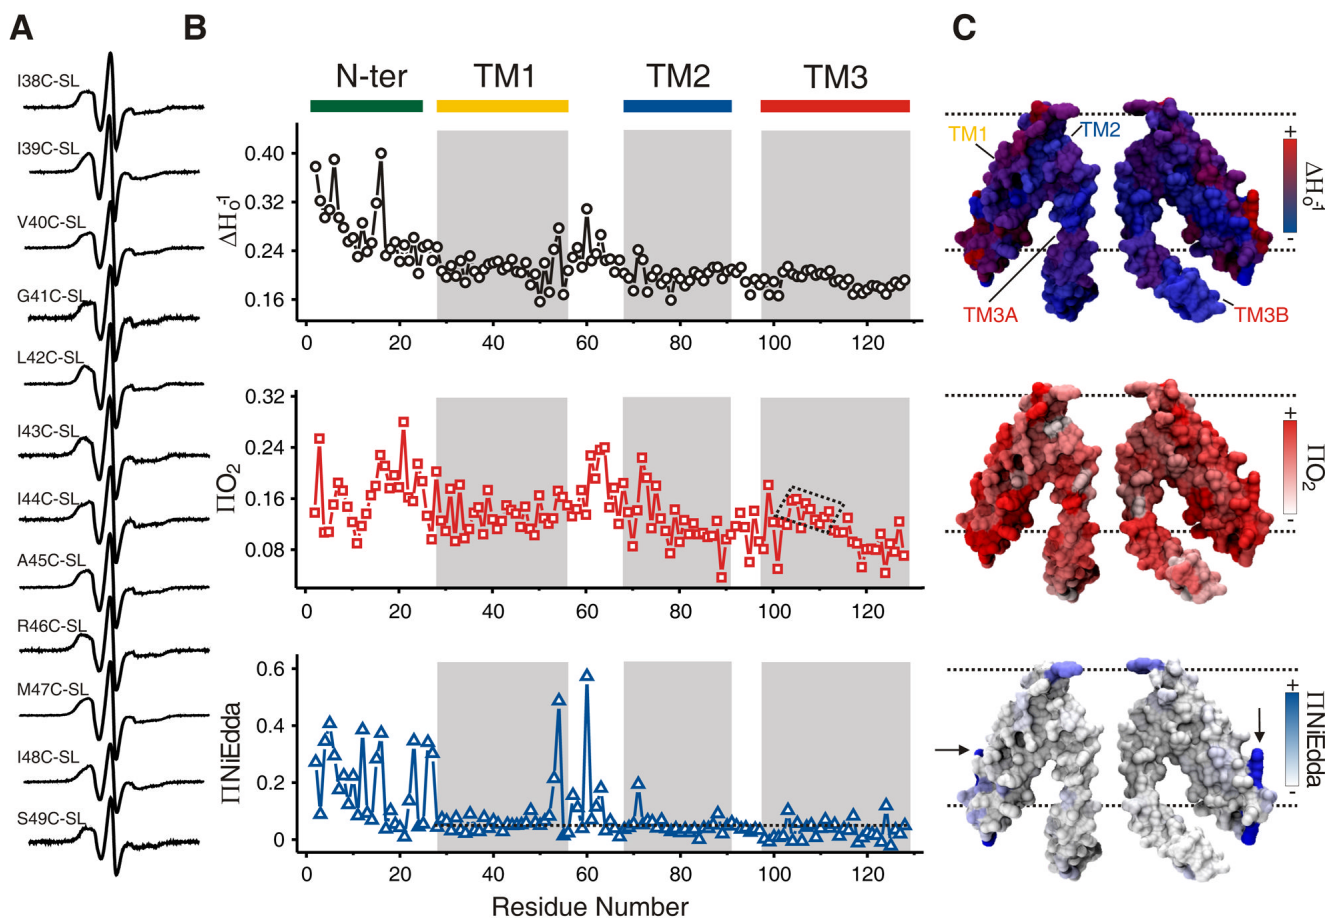 A
B
C
I38C-SL
I39C-SL
V40C-SL
G41C-SL
L42C-SL
I43C-SL
I44C-SL
A45C-SL
R46C-SL
M47C-SL
I48C-SL
S49C-SL
N-ter TM1 TM2 TM3
ΔHo-1
0.40
0.32
0.24
0.16
0 20 40 60 80 100 120
ΠO2
0.32
0.24
0.16
0.08
0 20 40 60 80 100 120
ΠNiEdda
0.6
0.4
0.2
0
0 20 40 60 80 100 120
Residue Number
TM1
TM2
TM3A
TM3B
+
ΔHo-1
-
+
ΠO2
-
+
ΠNiEdda
-